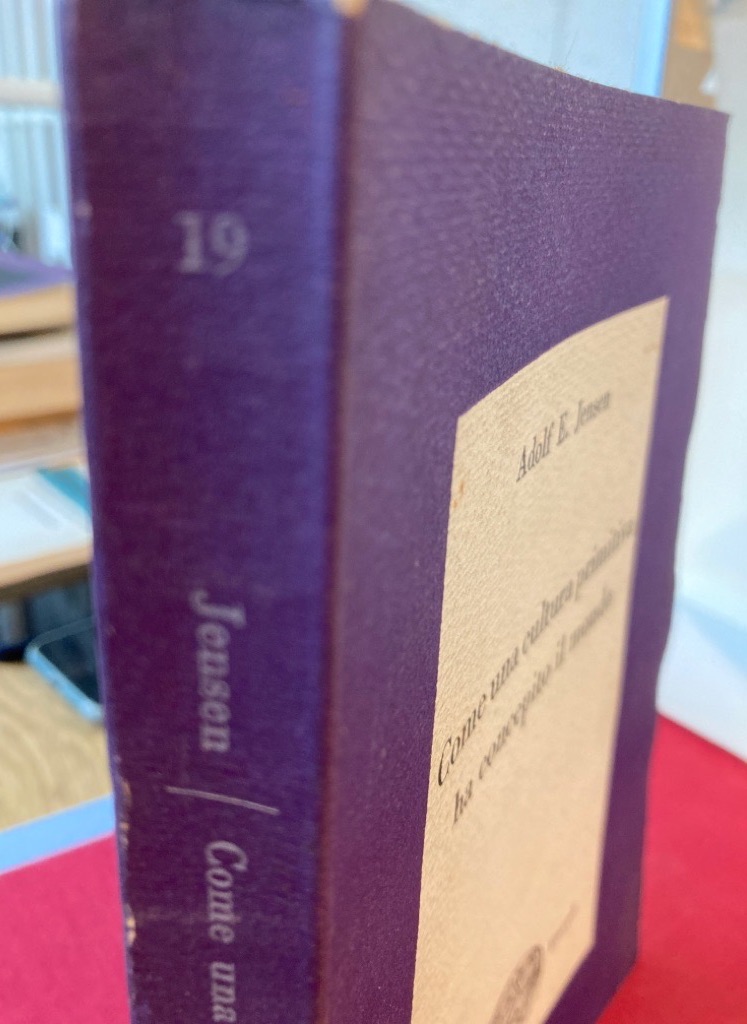 19
Jensen / Come una
Adolf E. Jensen
Come una cultura primitiva
ha concepito il mondo